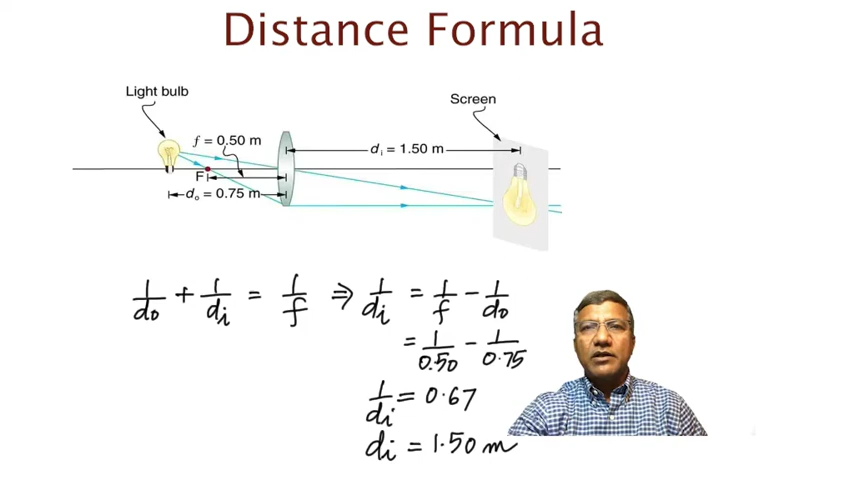 Distance Formula
Light bulb
Screen
f = 0.50 m
dᵢ = 1.50 m
F
dₒ = 0.75 m
1/dₒ + 1/dᵢ = 1/f ⇒ 1/dᵢ = 1/f − 1/dₒ
= 1/0.50 − 1/0.75
1/dᵢ = 0.67
dᵢ = 1.50 m